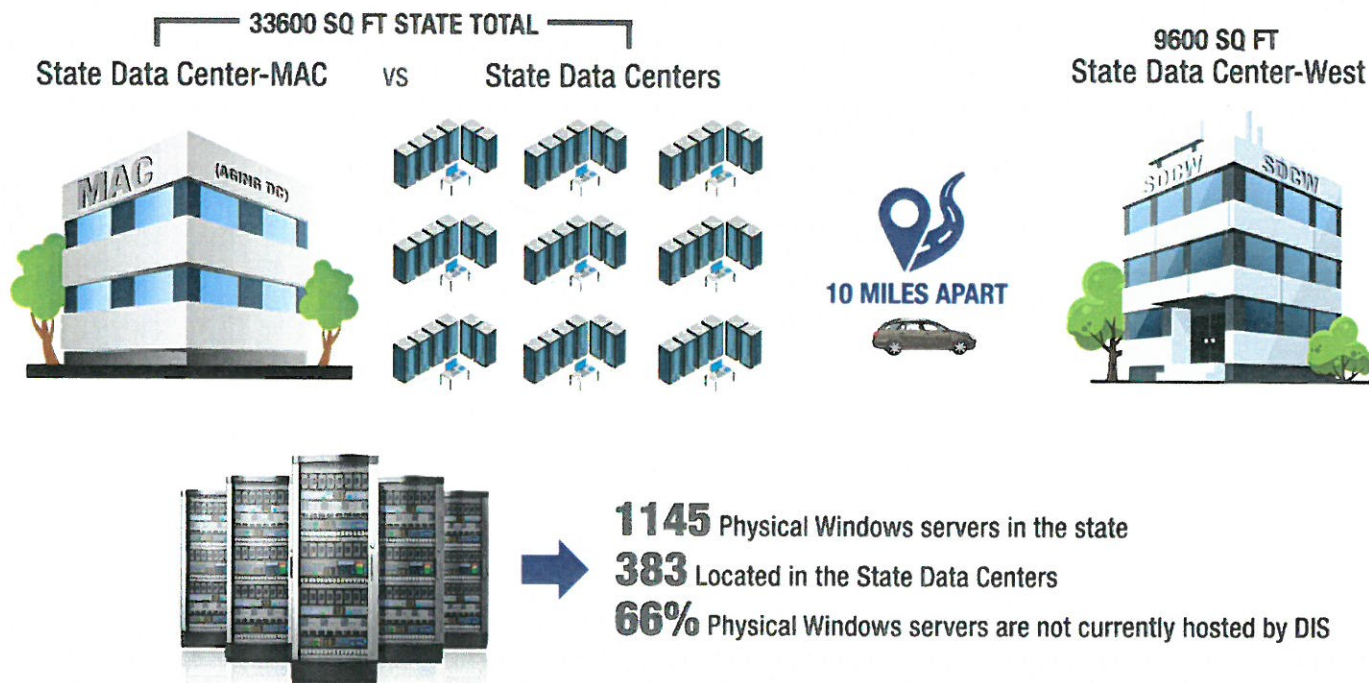 33600 SQ FT STATE TOTAL
State Data Center-MAC vs State Data Centers
9600 SQ FT
State Data Center-West
MAC
(AGING DC)
SDCW
SDCW
10 MILES APART
1145 Physical Windows servers in the state
383 Located in the State Data Centers
66% Physical Windows servers are not currently hosted by DIS